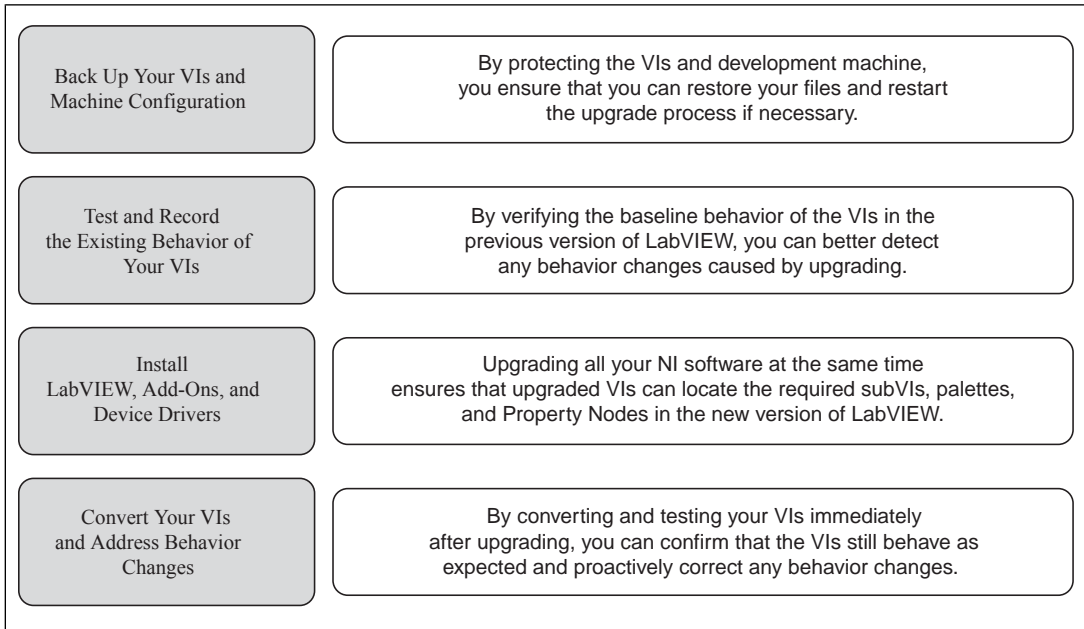 Back Up Your VIs and
Machine Configuration
By protecting the VIs and development machine,
you ensure that you can restore your files and restart
the upgrade process if necessary.
Test and Record
the Existing Behavior of
Your VIs
By verifying the baseline behavior of the VIs in the
previous version of LabVIEW, you can better detect
any behavior changes caused by upgrading.
Install
LabVIEW, Add-Ons, and
Device Drivers
Upgrading all your NI software at the same time
ensures that upgraded VIs can locate the required subVIs, palettes,
and Property Nodes in the new version of LabVIEW.
Convert Your VIs
and Address Behavior
Changes
By converting and testing your VIs immediately
after upgrading, you can confirm that the VIs still behave as
expected and proactively correct any behavior changes.